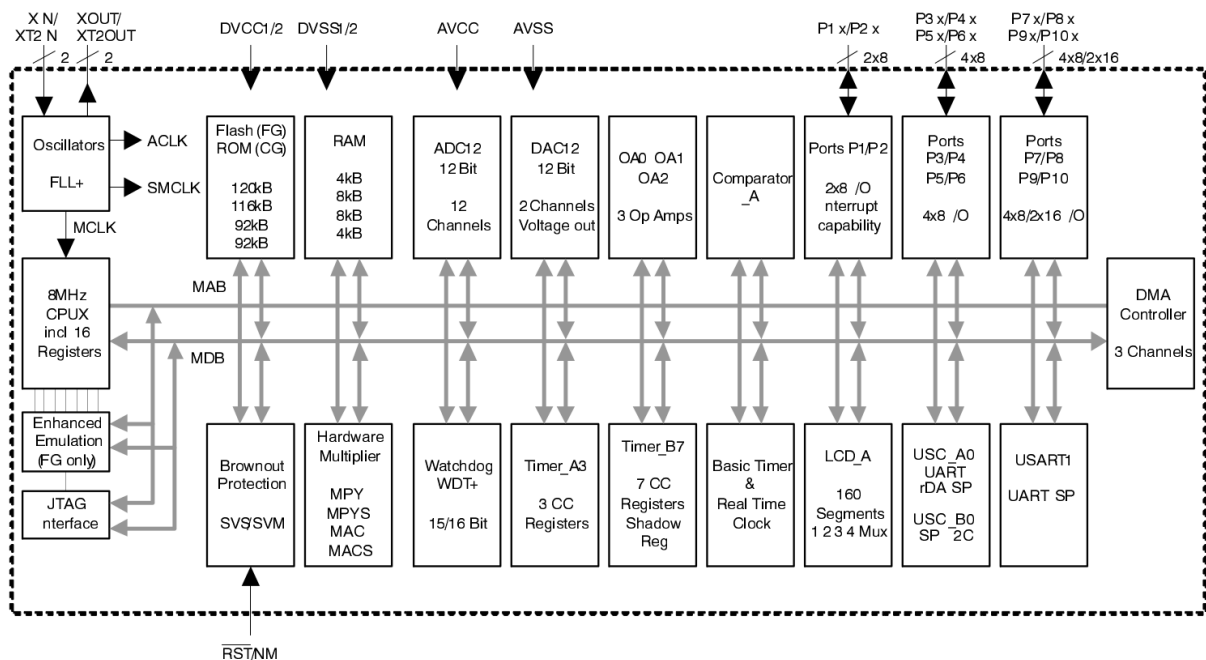 X N/
XT2 N
XOUT/
XT2OUT
DVCC1/2
DVSS1/2
AVCC
AVSS
P1 x/P2 x
P3 x/P4 x
P5 x/P6 x
P7 x/P8 x
P9 x/P10 x
2
2
2x8
4x8
4x8/2x16
Oscillators
FLL+
ACLK
SMCLK
MCLK
Flash (FG)
ROM (CG)
120kB
116kB
92kB
92kB
RAM
4kB
8kB
8kB
4kB
ADC12
12 Bit
12
Channels
DAC12
12 Bit
2 Channels
Voltage out
OA0 OA1
OA2
3 Op Amps
Comparator
_A
Ports P1/P2
2x8 /O
nterrupt
capability
Ports
P3/P4
P5/P6
4x8 /O
Ports
P7/P8
P9/P10
4x8/2x16 /O
8MHz
CPUX
incl 16
Registers
MAB
MDB
DMA
Controller
3 Channels
Enhanced
Emulation
(FG only)
JTAG
nterface
Brownout
Protection
SVS/SVM
Hardware
Multiplier
MPY
MPYS
MAC
MACS
Watchdog
WDT+
15/16 Bit
Timer_A3
3 CC
Registers
Timer_B7
7 CC
Registers
Shadow
Reg
Basic Timer
&
Real Time
Clock
LCD_A
160
Segments
1 2 3 4 Mux
USC_A0
UART
rDA SP
USC_B0
SP 2C
USART1
UART SP
RST/NM